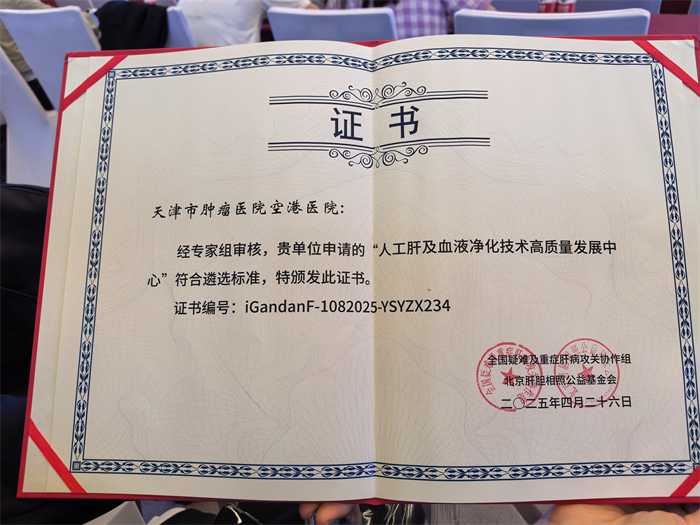 证书
天津市肿瘤医院空港医院：
经专家组审核，贵单位申请的“人工肝及血液净化技术高质量发展中
心”符合遴选标准，特颁发此证书。
证书编号：iGandanF-1082025-YSYZX234
全国疑难及重症肝病攻关协作组
北京肝胆相照公益基金会
二〇二五年四月二十六日